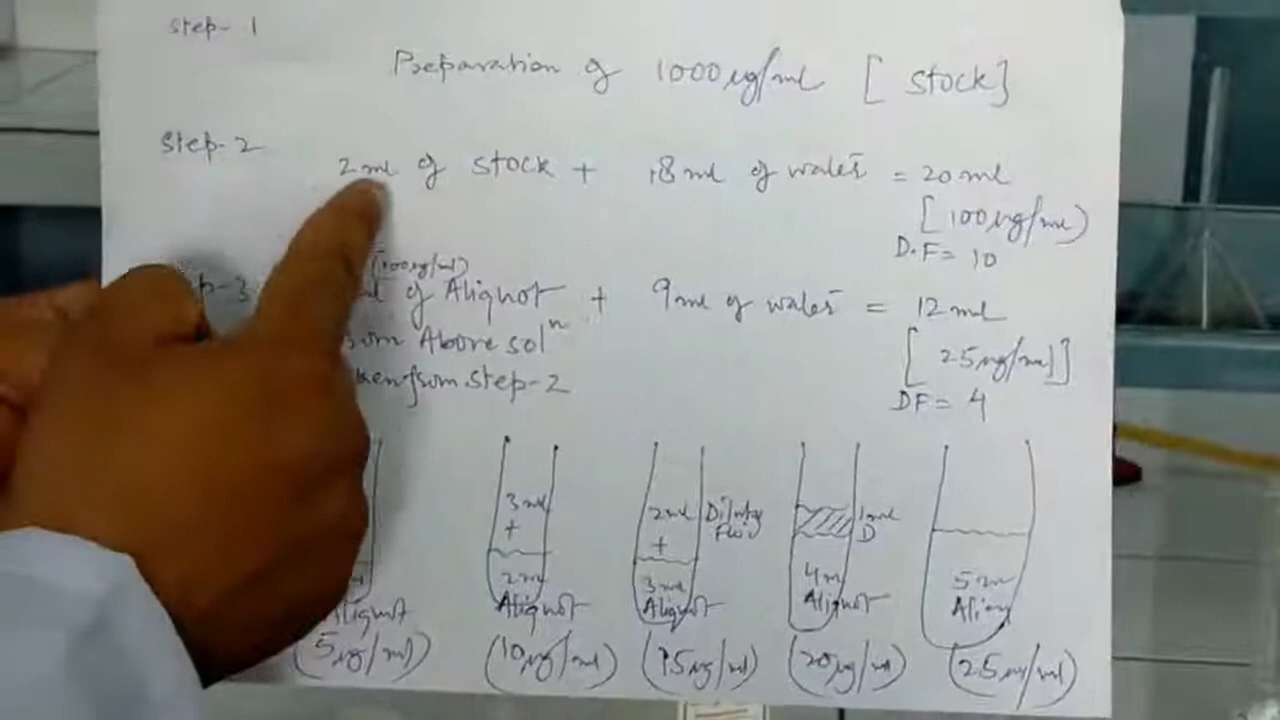 Step-1
Preparation of 1000 µg/ml [ Stock]
Step-2
2 ml of stock + 18 ml of water = 20 ml
[100 µg/ml)
D.F = 10
(100 µg/ml)
p-3 of Aliquot + 9 ml of water = 12 ml
Above solⁿ
[ 25 µg/ml]
from Step-2
DF = 4
3 ml
+
2 ml
Aliquot
2 ml
+
3 ml
Aliquot
1 ml
D
4 m
Aliquot
5 m
Aliquot
(5 µg/ml)
(10 µg/ml)
(15 µg/ml)
(20 µg/ml)
(25 µg/ml)